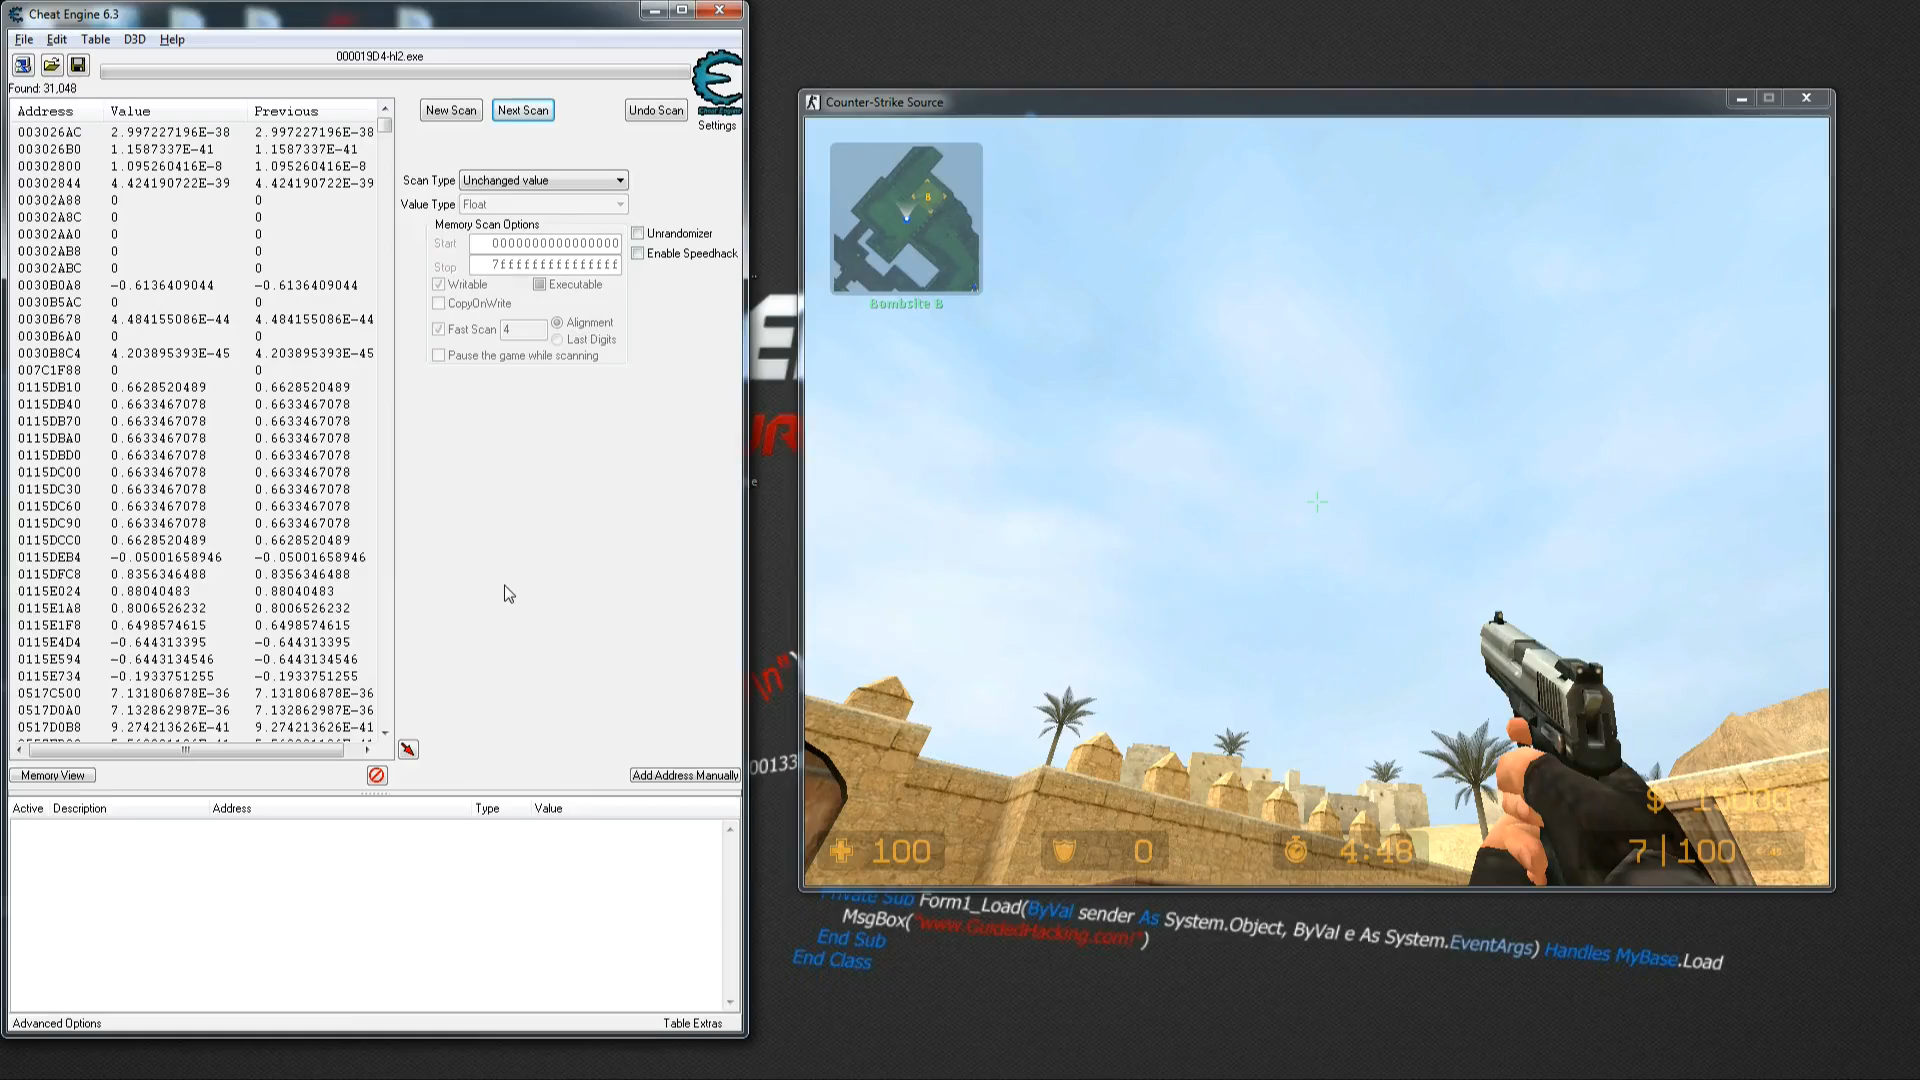 Cheat Engine 6.3
File Edit Table D3D Help
000019D4-hl2.exe
Found: 31,048
Address Value Previous
003026AC 2.997227196E-38 2.997227196E-38
003026B0 1.1587337E-41 1.1587337E-41
00302800 1.095260416E-8 1.095260416E-8
00302844 4.424190722E-39 4.424190722E-39
00302A88 0 0
00302A8C 0 0
00302AA0 0 0
00302AB8 0 0
00302ABC 0 0
0030B0A8 -0.6136409044 -0.6136409044
0030B5AC 0 0
0030B678 4.484155086E-44 4.484155086E-44
0030B6A0 0 0
0030B8C4 4.203895393E-45 4.203895393E-45
007C1F88 0 0
0115DB10 0.6628520489 0.6628520489
0115DB40 0.6633467078 0.6633467078
0115DB70 0.6633467078 0.6633467078
0115DBA0 0.6633467078 0.6633467078
0115DBD0 0.6633467078 0.6633467078
0115DC00 0.6633467078 0.6633467078
0115DC30 0.6633467078 0.6633467078
0115DC60 0.6633467078 0.6633467078
0115DC90 0.6633467078 0.6633467078
0115DCC0 0.6628520489 0.6628520489
0115DEB4 -0.05001658946 -0.05001658946
0115DFC8 0.8356346488 0.8356346488
0115E024 0.88040483 0.88040483
0115E1A8 0.8006526232 0.8006526232
0115E1F8 0.6498574615 0.6498574615
0115E4D4 -0.644313395 -0.644313395
0115E594 -0.6443134546 -0.6443134546
0115E734 -0.1933751255 -0.1933751255
0517C500 7.131806878E-36 7.131806878E-36
0517D0A0 7.132862987E-36 7.132862987E-36
0517D0B8 9.274213626E-41 9.274213626E-41
New Scan Next Scan Undo Scan
Cheat Engine
Settings
Scan Type Unchanged value
Value Type Float
Memory Scan Options
Start 0000000000000000
Stop 7fffffffffffffff
Writable Executable
CopyOnWrite
Fast Scan 4 Alignment
Last Digits
Pause the game while scanning
Unrandomizer
Enable Speedhack
Memory View Add Address Manually
Active Description Address Type Value
Advanced Options Table Extras
Counter-Strike Source
B
Bombsite B
$ 15000
100 0 4:48 7 | 100
\n"
00133
Private Sub Form1_Load(ByVal sender As System.Object, ByVal e As System.EventArgs) Handles MyBase.Load
MsgBox("www.GuidedHacking.com!")
End Sub
End Class